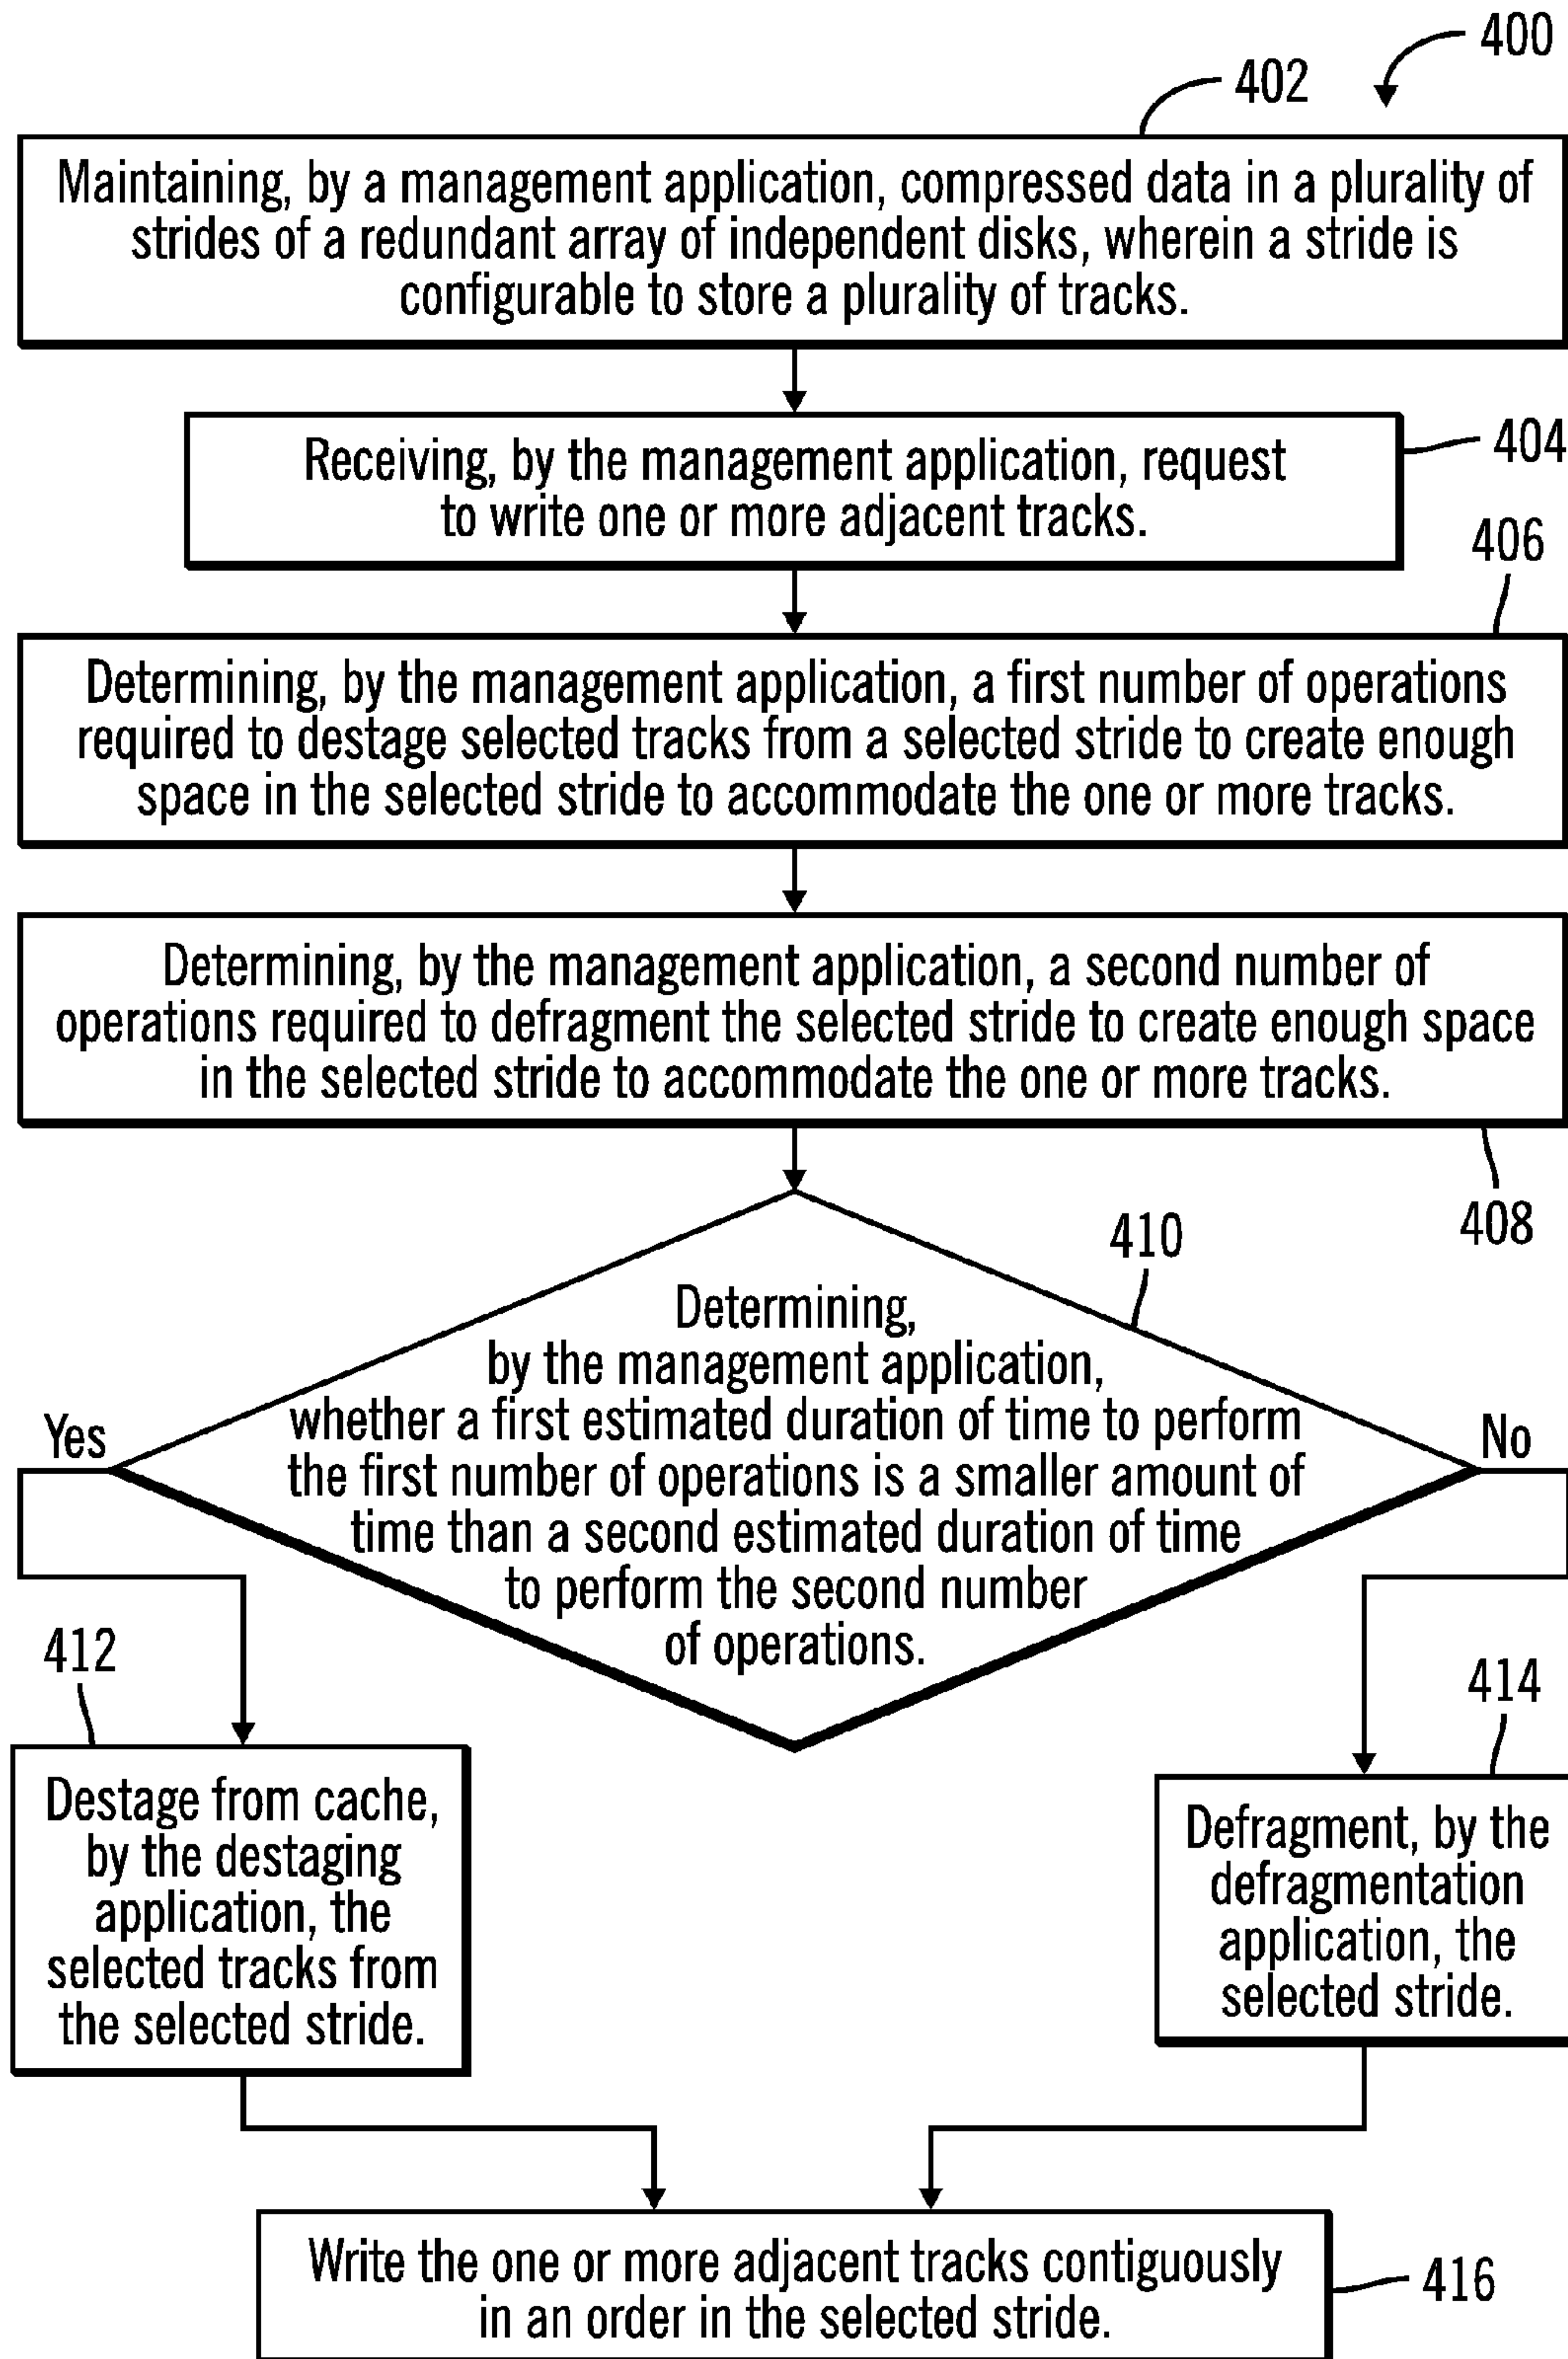 400
402
Maintaining, by a management application, compressed data in a plurality of
strides of a redundant array of independent disks, wherein a stride is
configurable to store a plurality of tracks.
404
Receiving, by the management application, request
to write one or more adjacent tracks.
406
Determining, by the management application, a first number of operations
required to destage selected tracks from a selected stride to create enough
space in the selected stride to accommodate the one or more tracks.
Determining, by the management application, a second number of
operations required to defragment the selected stride to create enough space
in the selected stride to accommodate the one or more tracks.
408
410
Determining,
by the management application,
whether a first estimated duration of time to perform
the first number of operations is a smaller amount of
time than a second estimated duration of time
to perform the second number
of operations.
Yes
No
412
Destage from cache,
by the destaging
application, the
selected tracks from
the selected stride.
414
Defragment, by the
defragmentation
application, the
selected stride.
Write the one or more adjacent tracks contiguously
in an order in the selected stride.
416